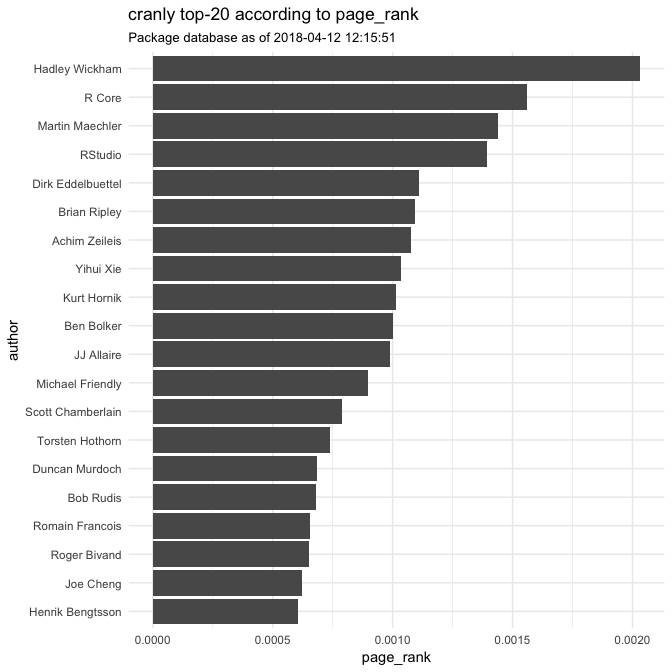 cranly top-20 according to page_rank
Package database as of 2018-04-12 12:15:51
author
Hadley Wickham
R Core
Martin Maechler
RStudio
Dirk Eddelbuettel
Brian Ripley
Achim Zeileis
Yihui Xie
Kurt Hornik
Ben Bolker
JJ Allaire
Michael Friendly
Scott Chamberlain
Torsten Hothorn
Duncan Murdoch
Bob Rudis
Romain Francois
Roger Bivand
Joe Cheng
Henrik Bengtsson
0.0000 0.0005 0.0010 0.0015 0.0020
page_rank